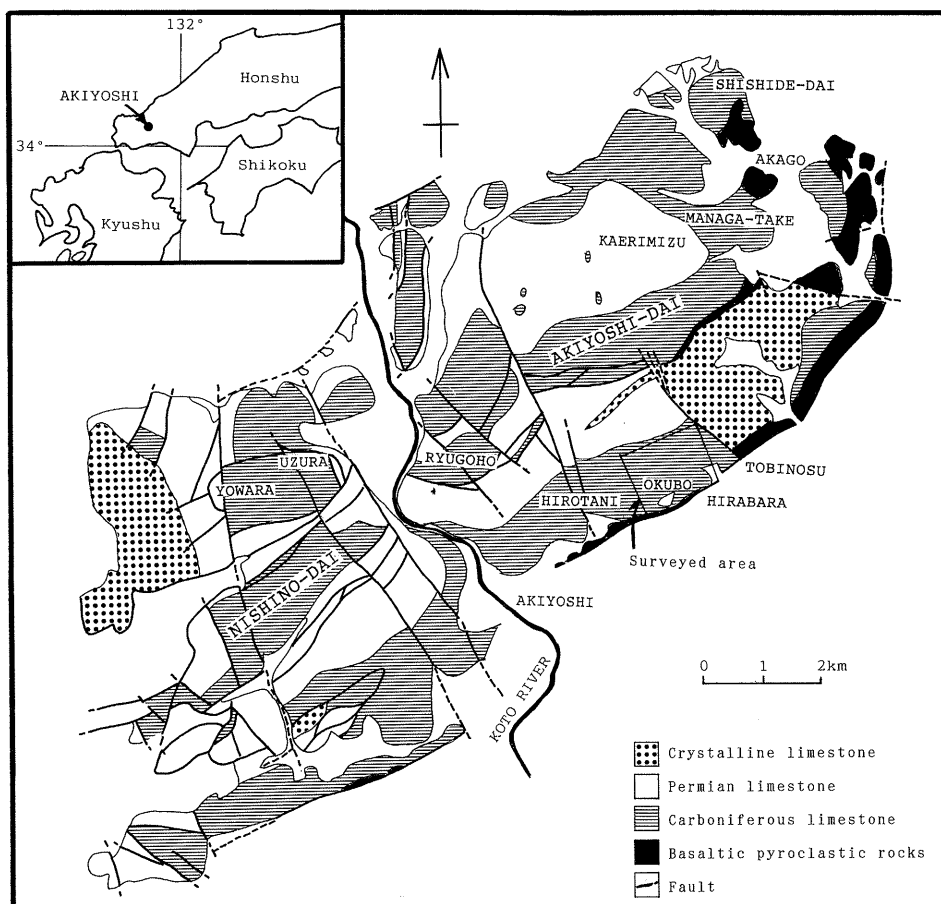 132°
Honshu
AKIYOSHI
34°
Shikoku
Kyushu
SHISHIDE-DAI
AKAGO
MANAGA-TAKE
KAERIMIZU
AKIYOSHI-DAI
UZURA
RYUGOHO
YOWARA
TOBINOSU
OKUBO
HIROTANI
HIRABARA
Surveyed area
NISHINO-DAI
AKIYOSHI
KOTO RIVER
0 1 2km
Crystalline limestone
Permian limestone
Carboniferous limestone
Basaltic pyroclastic rocks
Fault